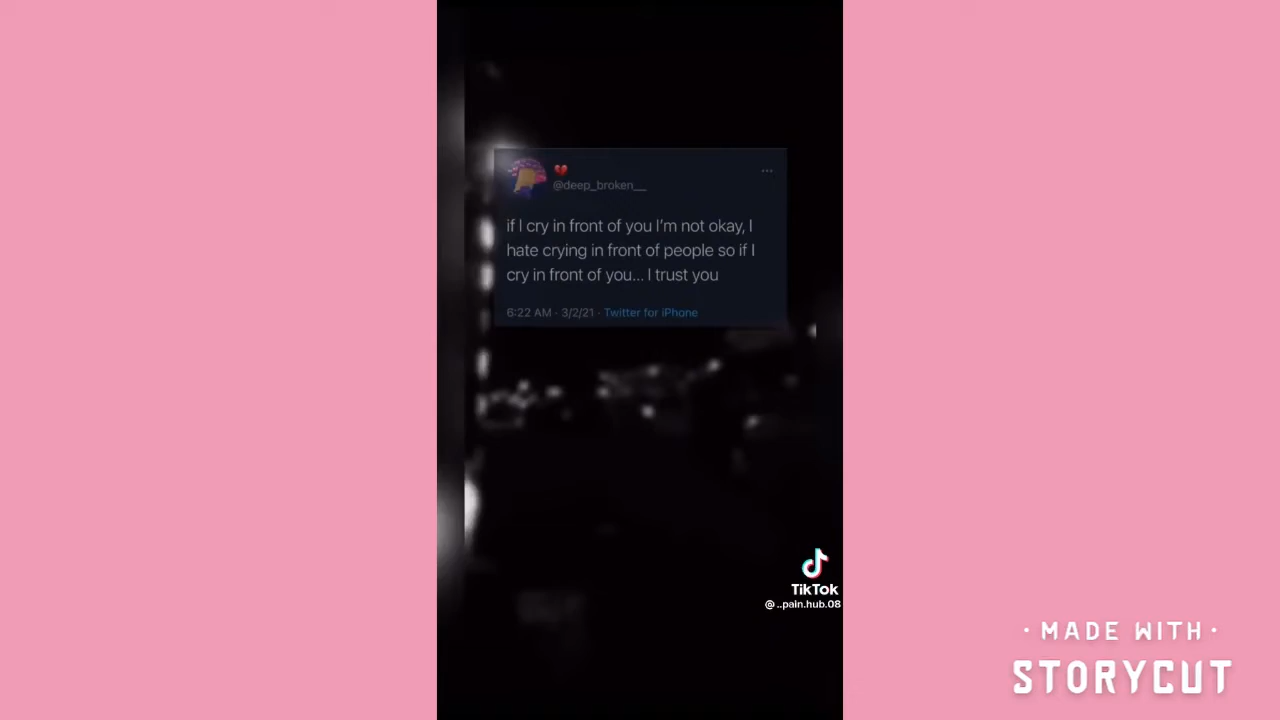 💔
@deep_broken__
if I cry in front of you I’m not okay, I
hate crying in front of people so if I
cry in front of you... I trust you
6:22 AM · 3/2/21 · Twitter for iPhone
TikTok
@..pain.hub.08
· MADE WITH ·
STORYCUT